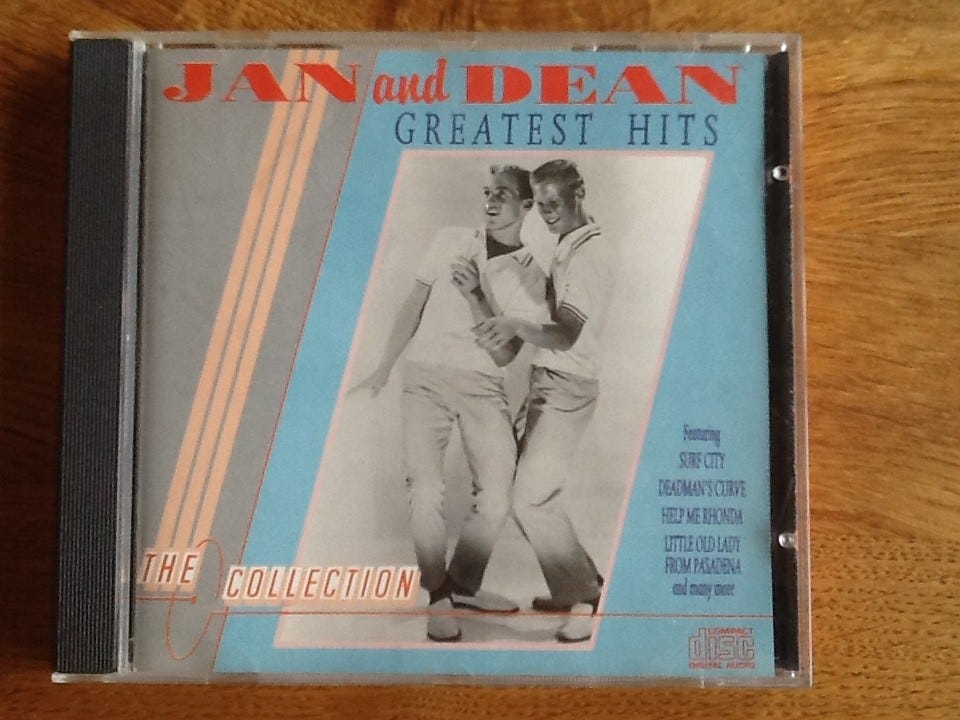 JAN and DEAN
GREATEST HITS
Featuring
SURF CITY
DEADMAN'S CURVE
HELP ME RHONDA
LITTLE OLD LADY
FROM PASADENA
and many more
THE COLLECTION
COMPACT
disc
DIGITAL AUDIO